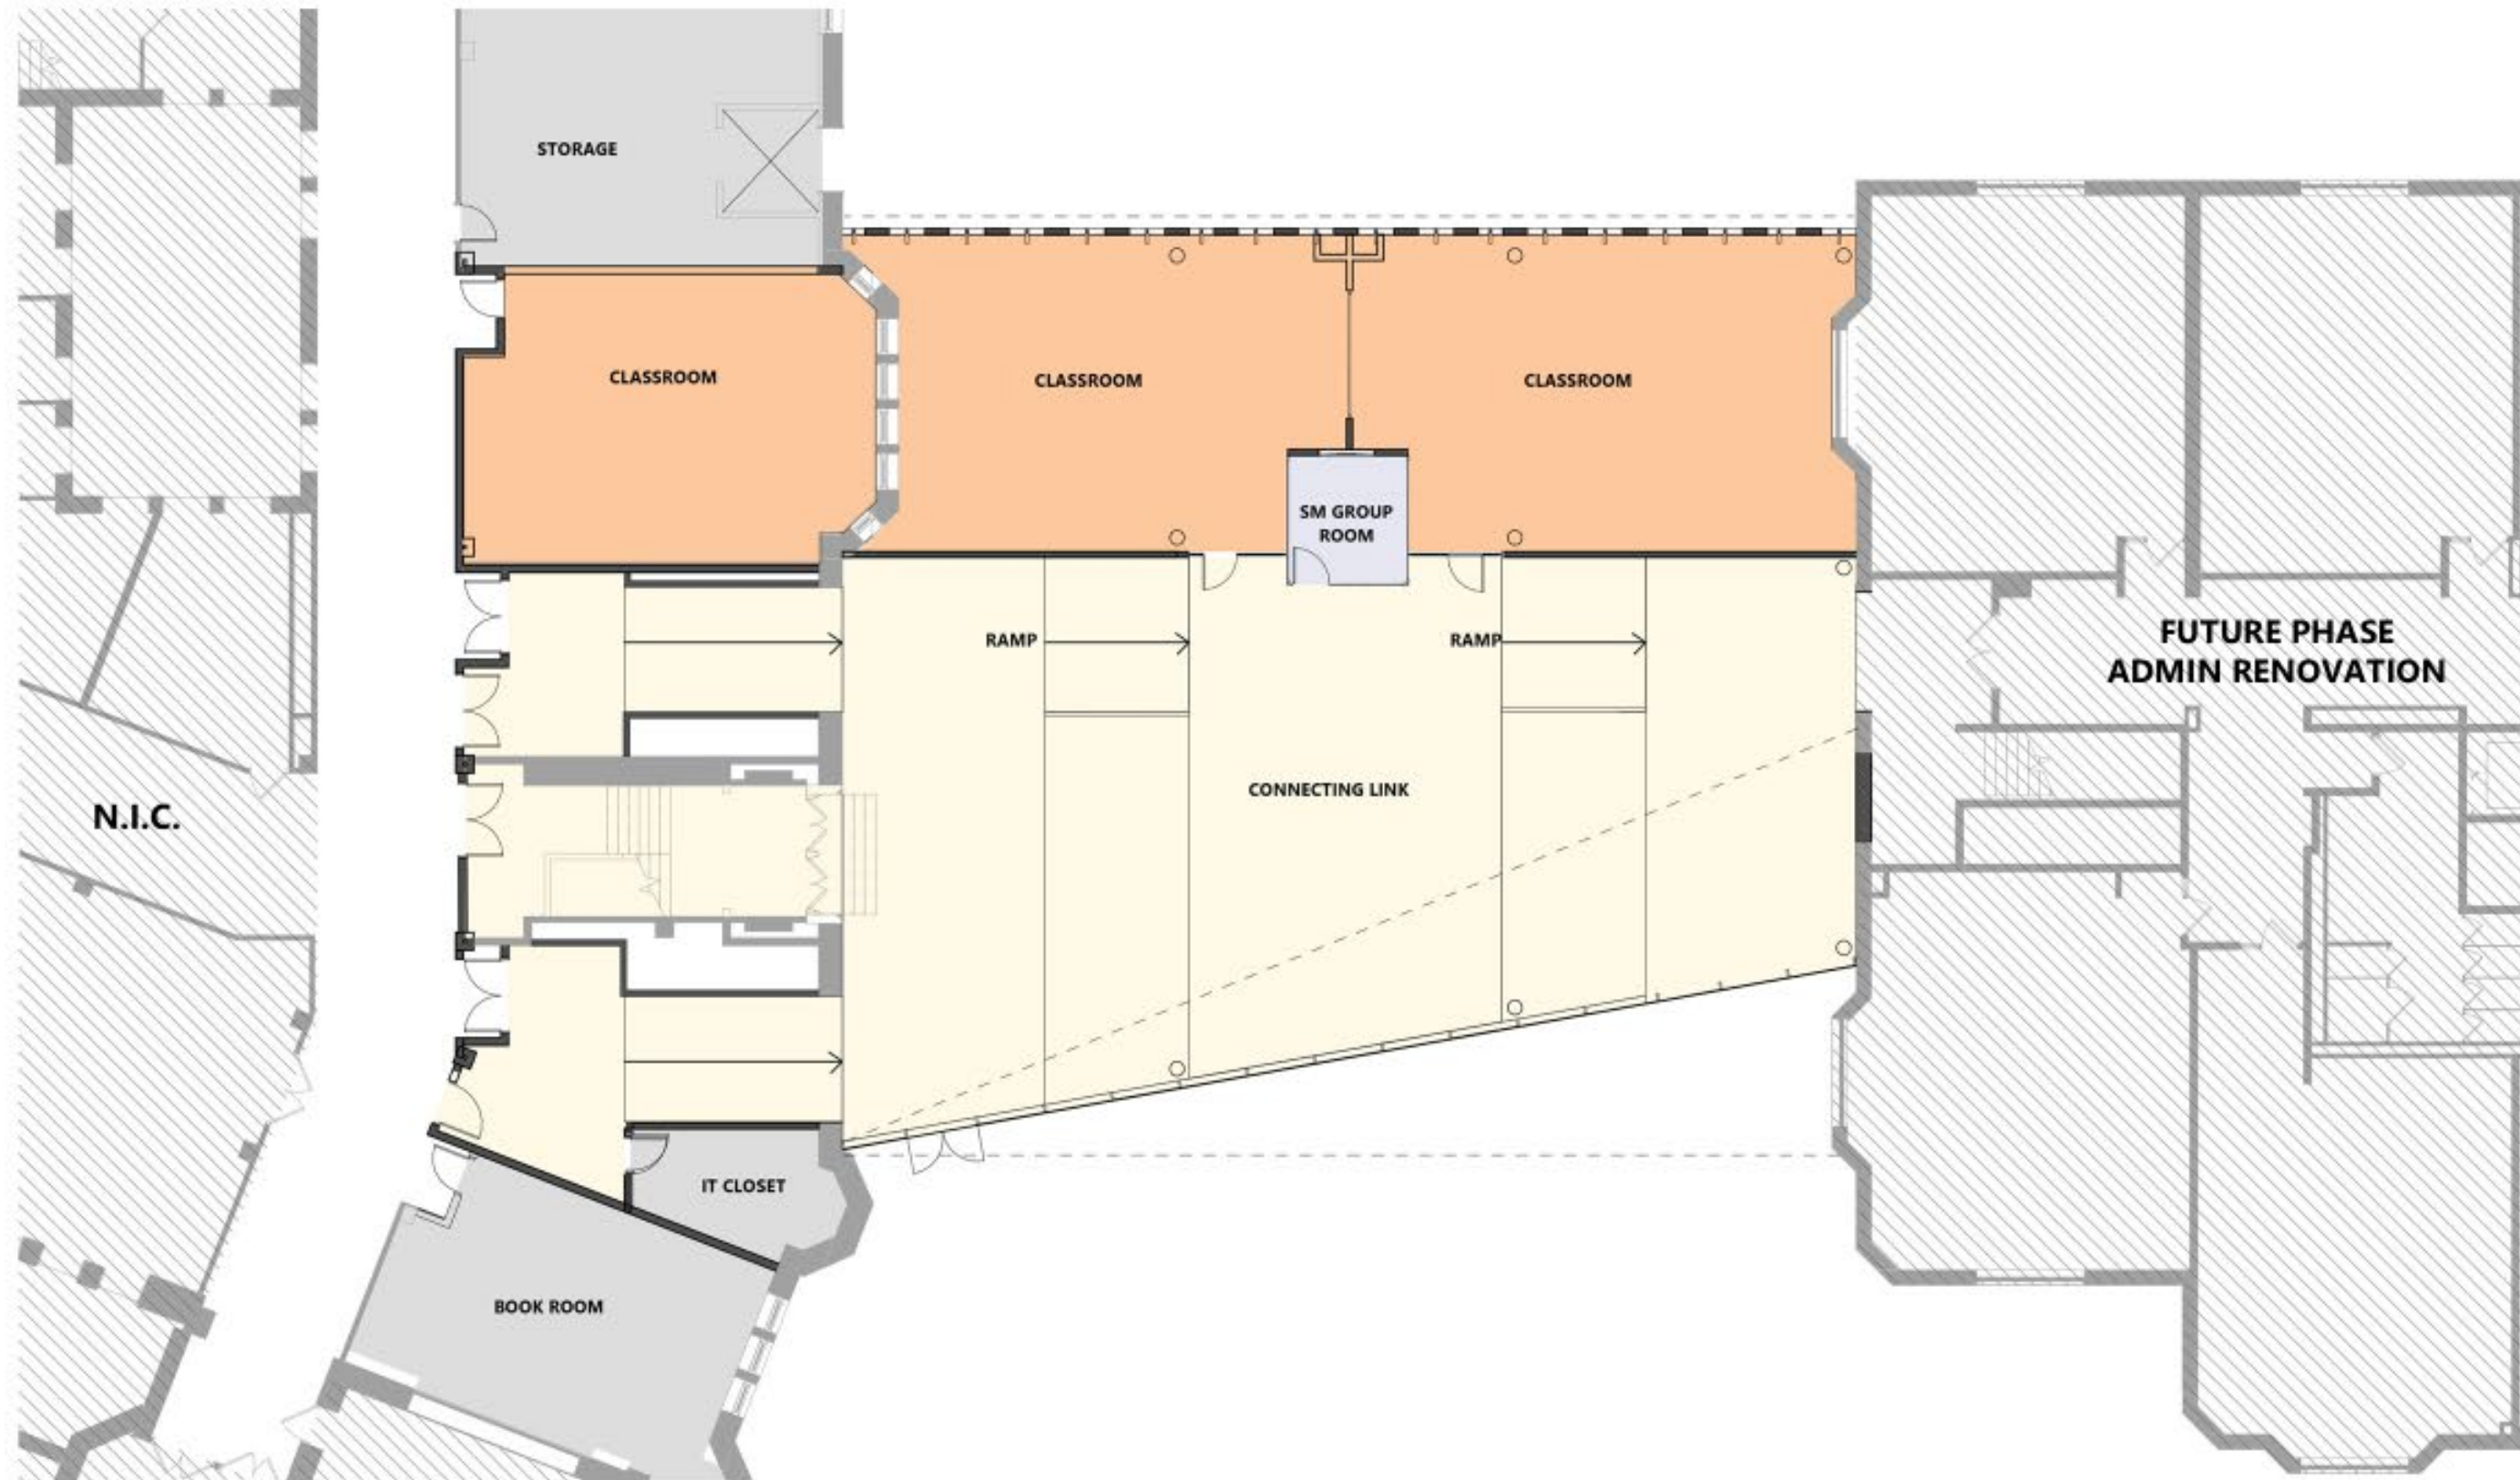 STORAGE
CLASSROOM
CLASSROOM
CLASSROOM
SM GROUP
ROOM
RAMP
RAMP
FUTURE PHASE
ADMIN RENOVATION
CONNECTING LINK
N.I.C.
IT CLOSET
BOOK ROOM